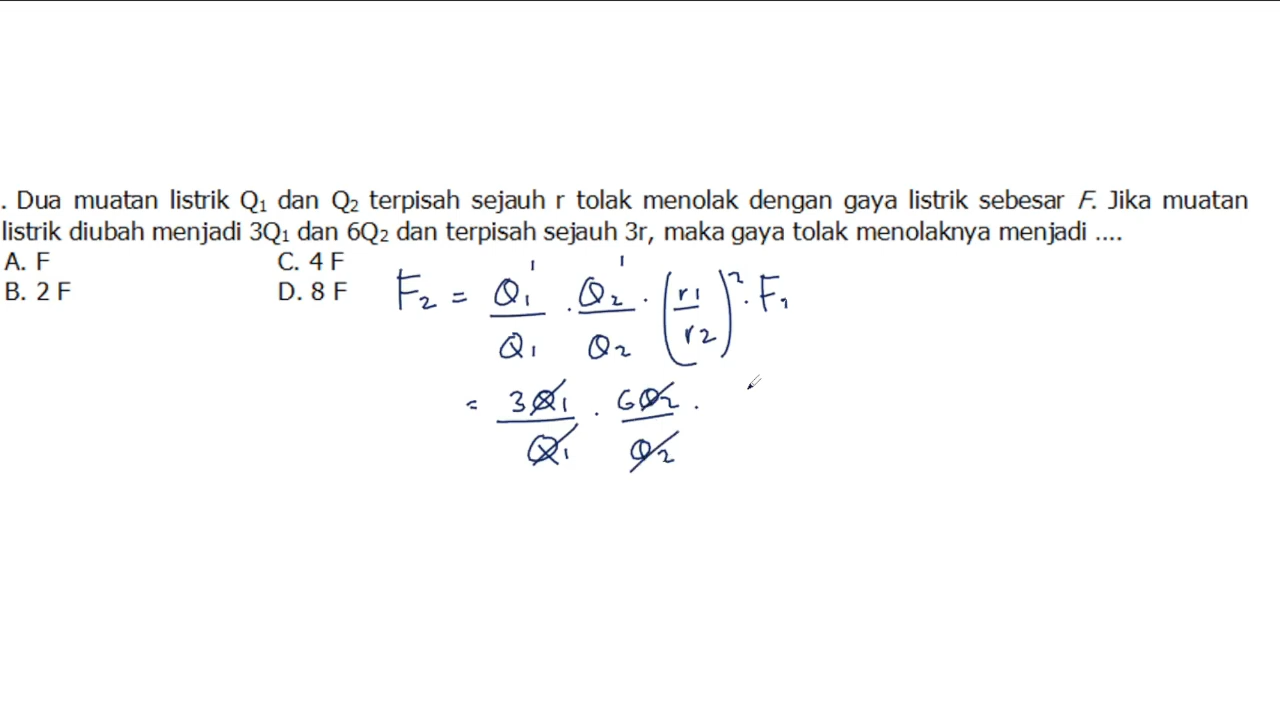 . Dua muatan listrik Q₁ dan Q₂ terpisah sejauh r tolak menolak dengan gaya listrik sebesar F. Jika muatan
listrik diubah menjadi 3Q₁ dan 6Q₂ dan terpisah sejauh 3r, maka gaya tolak menolaknya menjadi ....
A. F C. 4 F
B. 2 F D. 8 F
F₂ = Q₁'/Q₁ . Q₂'/Q₂ . (r₁/r₂)² . F₁
= 3Q₁/Q₁ . 6Q₂/Q₂ .